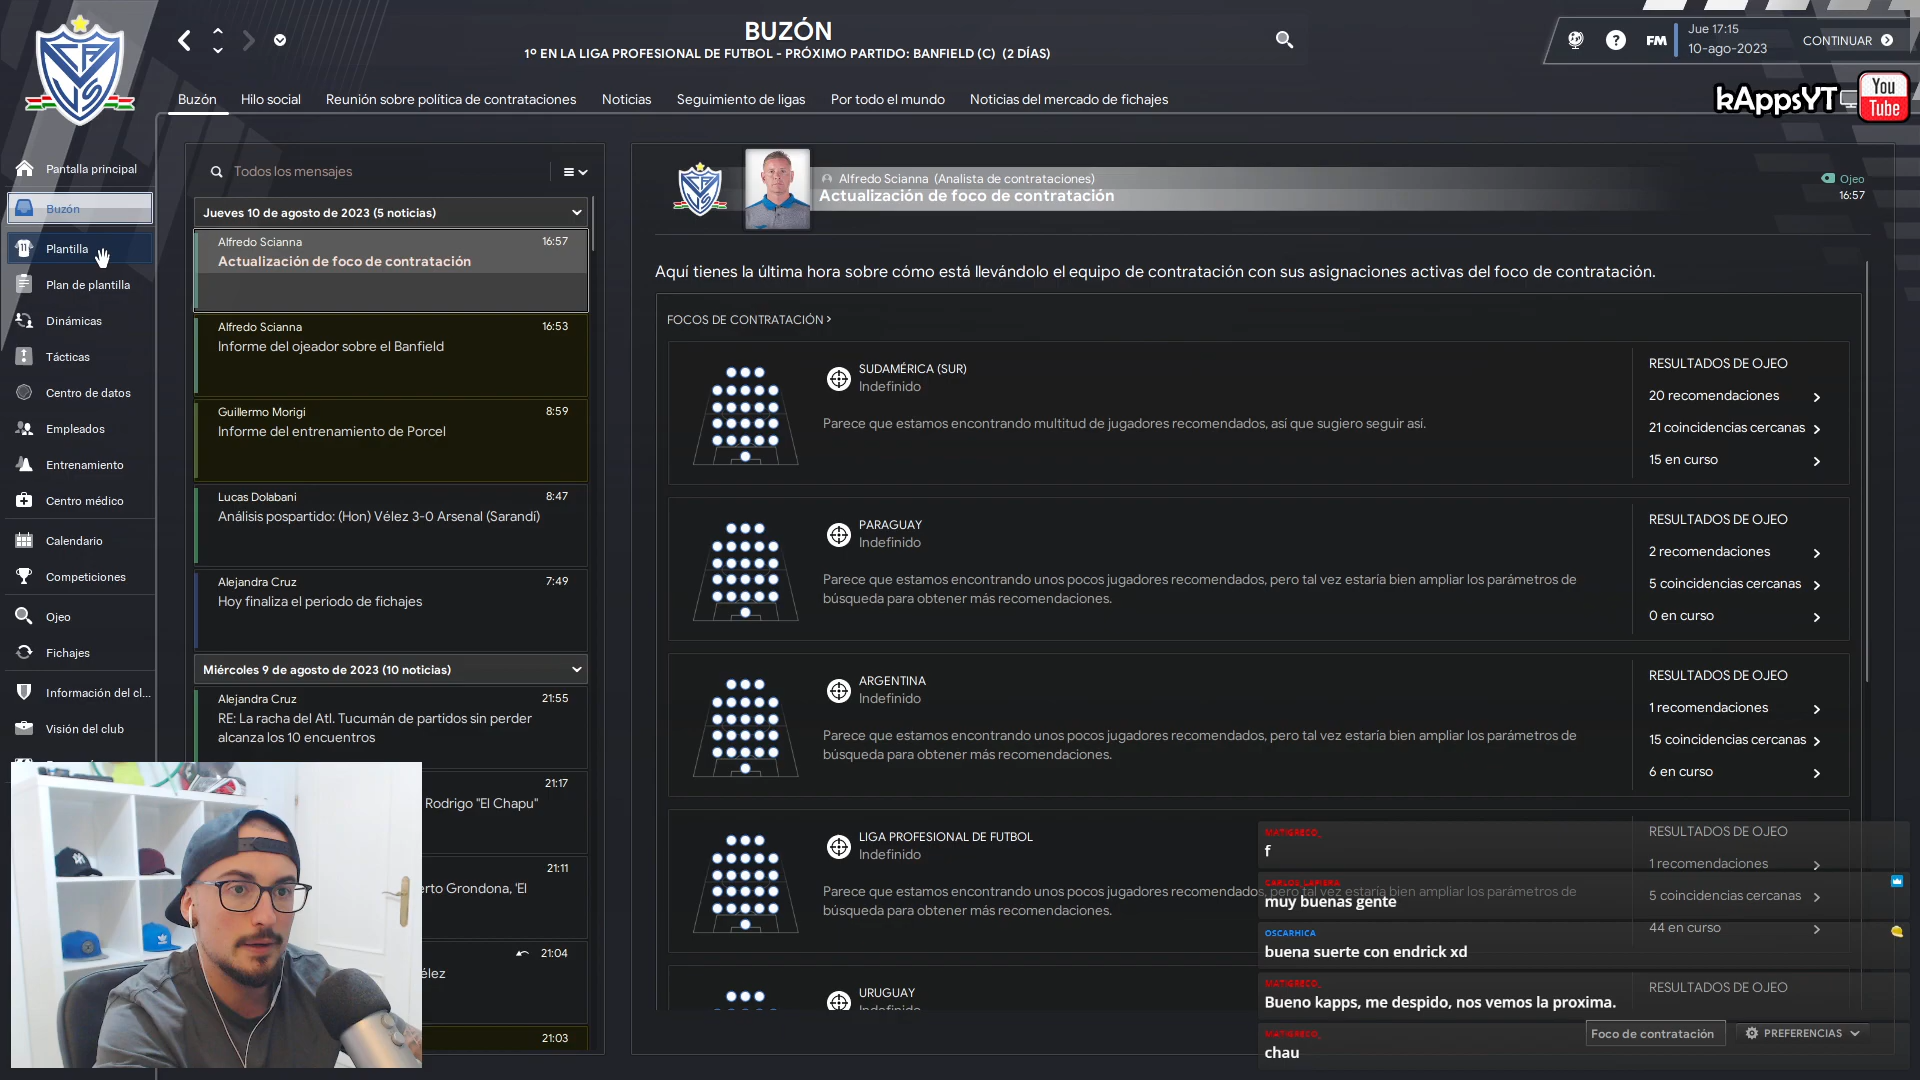 BUZÓN
1º EN LA LIGA PROFESIONAL DE FUTBOL - PRÓXIMO PARTIDO: BANFIELD (C) (2 DÍAS)
FM
Jue 17:15
10-ago-2023
CONTINUAR
Buzón
Hilo social
Reunión sobre política de contrataciones
Noticias
Seguimiento de ligas
Por todo el mundo
Noticias del mercado de fichajes
kAppsYT
You
Tube
Pantalla principal
Buzón
Plantilla
Plan de plantilla
Dinámicas
Tácticas
Centro de datos
Empleados
Entrenamiento
Centro médico
Calendario
Competiciones
Ojeo
Fichajes
Información del cl...
Visión del club
Todos los mensajes
Jueves 10 de agosto de 2023 (5 noticias)
Alfredo Scianna 16:57
Actualización de foco de contratación
Alfredo Scianna 16:53
Informe del ojeador sobre el Banfield
Guillermo Morigi 8:59
Informe del entrenamiento de Porcel
Lucas Dolabani 8:47
Análisis pospartido: (Hon) Vélez 3-0 Arsenal (Sarandí)
Alejandra Cruz 7:49
Hoy finaliza el periodo de fichajes
Miércoles 9 de agosto de 2023 (10 noticias)
Alejandra Cruz 21:55
RE: La racha del Atl. Tucumán de partidos sin perder
alcanza los 10 encuentros
21:17
Rodrigo "El Chapu"
21:11
erto Grondona, 'El
21:04
élez
21:03
Alfredo Scianna (Analista de contrataciones)
Actualización de foco de contratación
Ojeo
16:57
Aquí tienes la última hora sobre cómo está llevándolo el equipo de contratación con sus asignaciones activas del foco de contratación.
FOCOS DE CONTRATACIÓN >
SUDAMÉRICA (SUR)
Indefinido
Parece que estamos encontrando multitud de jugadores recomendados, así que sugiero seguir así.
RESULTADOS DE OJEO
20 recomendaciones
21 coincidencias cercanas
15 en curso
PARAGUAY
Indefinido
Parece que estamos encontrando unos pocos jugadores recomendados, pero tal vez estaría bien ampliar los parámetros de
búsqueda para obtener más recomendaciones.
RESULTADOS DE OJEO
2 recomendaciones
5 coincidencias cercanas
0 en curso
ARGENTINA
Indefinido
Parece que estamos encontrando unos pocos jugadores recomendados, pero tal vez estaría bien ampliar los parámetros de
búsqueda para obtener más recomendaciones.
RESULTADOS DE OJEO
1 recomendaciones
15 coincidencias cercanas
6 en curso
LIGA PROFESIONAL DE FUTBOL
Indefinido
Parece que estamos encontrando unos pocos jugadores recomendados, pero tal vez estaría bien ampliar los parámetros de
búsqueda para obtener más recomendaciones.
RESULTADOS DE OJEO
1 recomendaciones
5 coincidencias cercanas
44 en curso
URUGUAY
Indefinido
RESULTADOS DE OJEO
MATIGRECO_
f
muy buenas gente
OSCARHICA
buena suerte con endrick xd
MATIGRECO_
Bueno kapps, me despido, nos vemos la proxima.
MATIGRECO_
chau
Foco de contratación
PREFERENCIAS